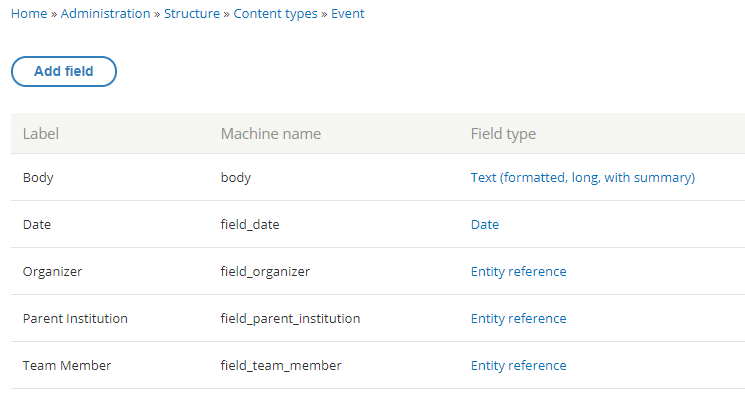 Home » Administration » Structure » Content types » Event
Add field
Label Machine name Field type
Body body Text (formatted, long, with summary)
Date field_date Date
Organizer field_organizer Entity reference
Parent Institution field_parent_institution Entity reference
Team Member field_team_member Entity reference